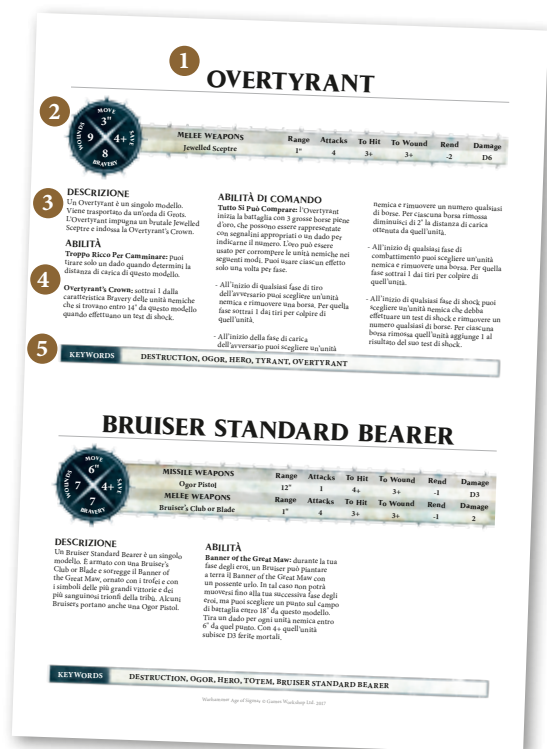 1
OVERTYRANT
2
MOVE
3"
WOUNDS
9
4+
SAVE
8
BRAVERY
MELEE WEAPONS Range Attacks To Hit To Wound Rend Damage
Jewelled Sceptre 1" 4 3+ 3+ -2 D6
3
DESCRIZIONE
Un Overtyrant è un singolo modello.
Viene trasportato da un'orda di Grots.
L'Overtyrant impugna un brutale Jewelled
Sceptre e indossa la Overtyrant's Crown.
4
ABILITÀ
Troppo Ricco Per Camminare: Puoi
tirare solo un dado quando determini la
distanza di carica di questo modello.
Overtyrant's Crown: sottrai 1 dalla
caratteristica Bravery delle unità nemiche
che si trovano entro 14" da questo modello
quando effettuano un test di shock.
ABILITÀ DI COMANDO
Tutto Si Può Comprare: l'Overtyrant
inizia la battaglia con 3 grosse borse piene
d'oro, che possono essere rappresentate
con segnalini appropriati o un dado per
indicarne il numero. L'oro può essere
usato per corrompere le unità nemiche nei
seguenti modi. Puoi usare ciascun effetto
solo una volta per fase.
- All'inizio di qualsiasi fase di tiro
dell'avversario puoi scegliere un'unità
nemica e rimuovere una borsa. Per quella
fase sottrai 1 dai tiri per colpire di
quell'unità.
- All'inizio della fase di carica
dell'avversario puoi scegliere un'unità
nemica e rimuovere un numero qualsiasi
di borse. Per ciascuna borsa rimossa
diminuisci di 2" la distanza di carica
ottenuta da quell'unità.
- All'inizio di qualsiasi fase di
combattimento puoi scegliere un'unità
nemica e rimuovere una borsa. Per quella
fase sottrai 1 dai tiri per colpire di
quell'unità.
- All'inizio di qualsiasi fase di shock puoi
scegliere un'unità nemica che debba
effettuare un test di shock e rimuovere un
numero qualsiasi di borse. Per ciascuna
borsa rimossa quell'unità aggiunge 1 al
risultato del suo test di shock.
5
KEYWORDS DESTRUCTION, OGOR, HERO, TYRANT, OVERTYRANT
BRUISER STANDARD BEARER
MOVE
6"
WOUNDS
7
4+
SAVE
7
BRAVERY
MISSILE WEAPONS Range Attacks To Hit To Wound Rend Damage
Ogor Pistol 12" 1 4+ 3+ -1 D3
MELEE WEAPONS Range Attacks To Hit To Wound Rend Damage
Bruiser's Club or Blade 1" 4 3+ 3+ -1 2
DESCRIZIONE
Un Bruiser Standard Bearer è un singolo
modello. È armato con una Bruiser's
Club or Blade e sorregge il Banner of
the Great Maw, ornato con i trofei e con
i simboli delle più grandi vittorie e dei
più sanguinosi trionfi della tribù. Alcuni
Bruisers portano anche una Ogor Pistol.
ABILITÀ
Banner of the Great Maw: durante la tua
fase degli eroi, un Bruiser può piantare
a terra il Banner of the Great Maw con
un possente urlo. In tal caso non potrà
muoversi fino alla tua successiva fase degli
eroi, ma puoi scegliere un punto sul campo
di battaglia entro 18" da questo modello.
Tira un dado per ogni unità nemica entro
6" da quel punto. Con 4+ quell'unità
subisce D3 ferite mortali.
KEYWORDS DESTRUCTION, OGOR, HERO, TOTEM, BRUISER STANDARD BEARER
Warhammer Age of Sigmar, © Games Workshop Ltd. 2017